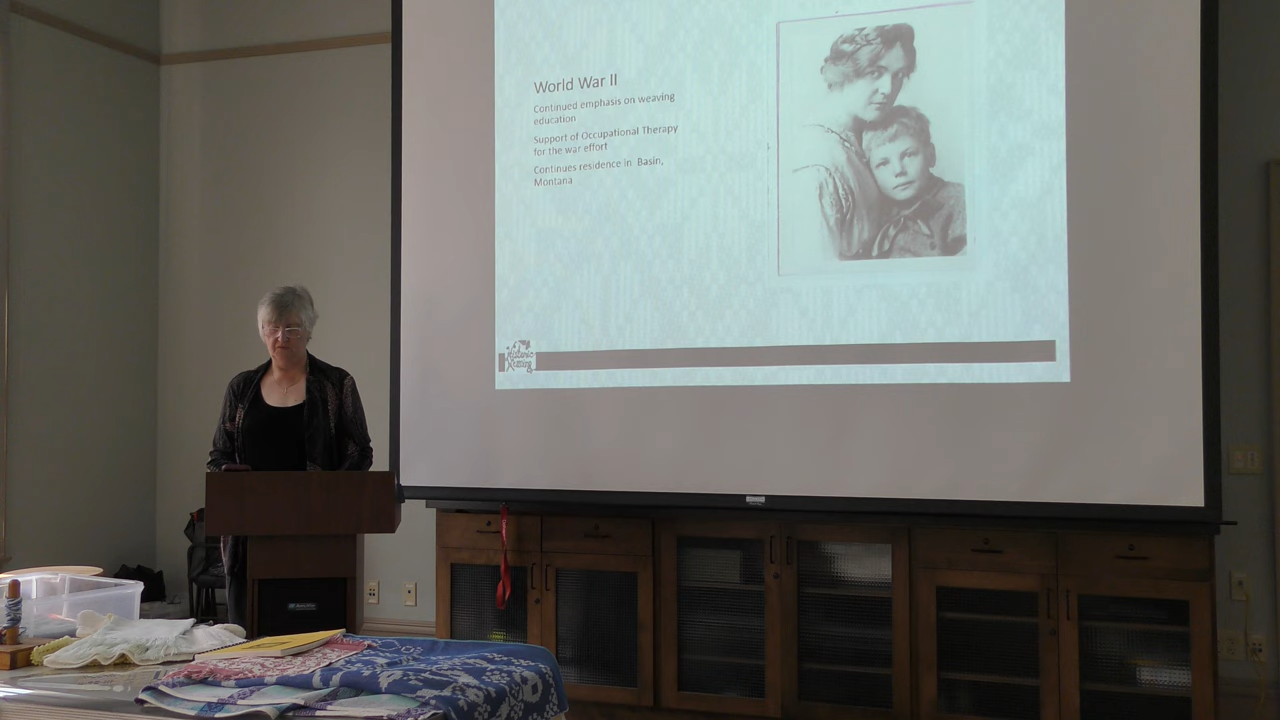 World War II
Continued emphasis on weaving
education
Support of Occupational Therapy
for the war effort
Continues residence in Basin,
Montana
Historic